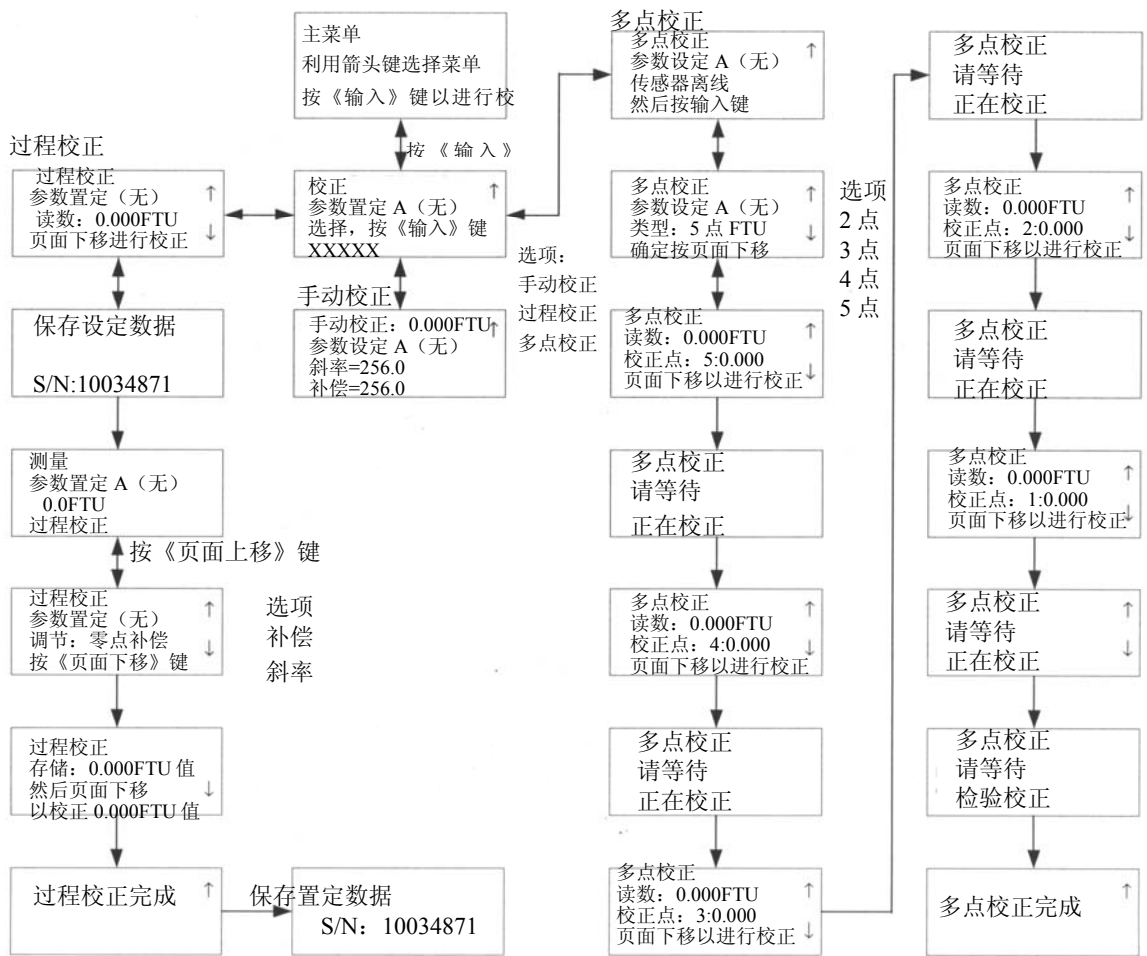 主菜单
利用箭头键选择菜单
按《输入》键以进行校
按《输入》
过程校正
过程校正
参数置定（无）
读数：0.000FTU
页面下移进行校正
↑
↓
保存设定数据
S/N:10034871
测量
参数置定 A（无）
0.0FTU
过程校正
按《页面上移》键
过程校正
参数置定（无）
调节：零点补偿
按《页面下移》键
↑
↓
选项
补偿
斜率
过程校正
存储：0.000FTU 值
然后页面下移
以校正 0.000FTU 值
↓
过程校正完成
↑
保存置定数据
S/N：10034871
校正
参数置定 A（无）
选择，按《输入》键
XXXXX
↑
手动校正
手动校正：0.000FTU
参数设定 A（无）
斜率=256.0
补偿=256.0
↑
选项：
手动校正
过程校正
多点校正
多点校正
多点校正
参数设定 A（无）
传感器离线
然后按输入键
↑
多点校正
参数设定 A（无）
类型：5 点 FTU
确定按页面下移
↑
↓
选项
2 点
3 点
4 点
5 点
多点校正
读数：0.000FTU
校正点：5:0.000
页面下移以进行校正
↑
↓
多点校正
请等待
正在校正
多点校正
读数：0.000FTU
校正点：4:0.000
页面下移以进行校正
↑
↓
多点校正
请等待
正在校正
多点校正
读数：0.000FTU
校正点：3:0.000
页面下移以进行校正
↑
↓
多点校正
请等待
正在校正
多点校正
读数：0.000FTU
校正点：2:0.000
页面下移以进行校正
↑
↓
多点校正
请等待
正在校正
多点校正
读数：0.000FTU
校正点：1:0.000
页面下移以进行校正
↑
↓
多点校正
请等待
正在校正
↑
↓
多点校正
请等待
检验校正
多点校正完成
↑